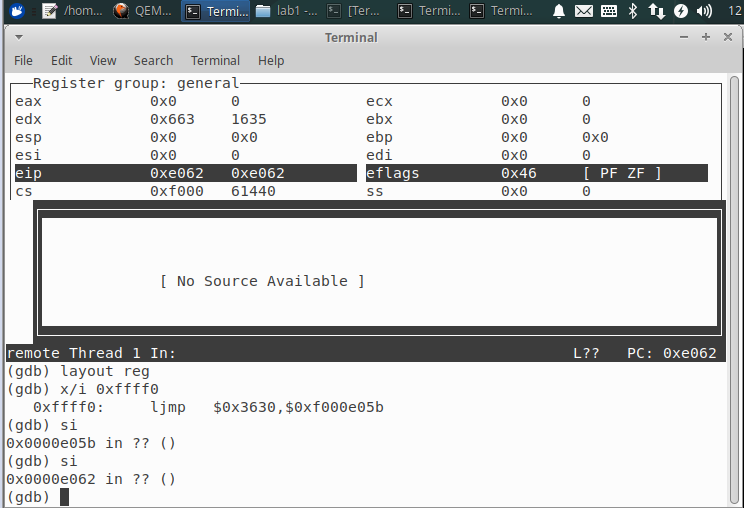 /hom... QEM... Termi... lab1 -... [Ter... Termi... Termi... 12
Terminal
File Edit View Search Terminal Help
Register group: general
eax 0x0 0 ecx 0x0 0
edx 0x663 1635 ebx 0x0 0
esp 0x0 0x0 ebp 0x0 0x0
esi 0x0 0 edi 0x0 0
eip 0xe062 0xe062 eflags 0x46 [ PF ZF ]
cs 0xf000 61440 ss 0x0 0
[ No Source Available ]
remote Thread 1 In: L?? PC: 0xe062
(gdb) layout reg
(gdb) x/i 0xffff0
0xffff0: ljmp $0x3630,$0xf000e05b
(gdb) si
0x0000e05b in ?? ()
(gdb) si
0x0000e062 in ?? ()
(gdb)